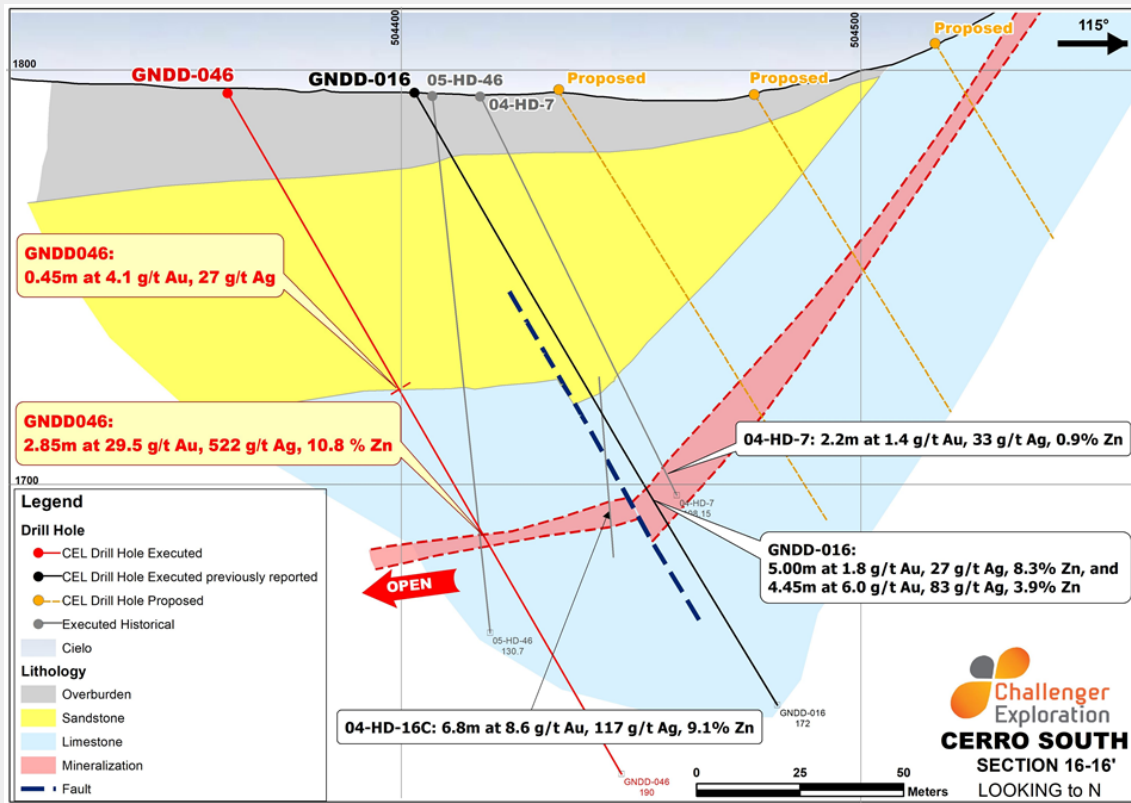 504400
504500
115°
1800
GNDD-046
GNDD-016
05-HD-46
04-HD-7
Proposed
Proposed
Proposed
GNDD046:
0.45m at 4.1 g/t Au, 27 g/t Ag
GNDD046:
2.85m at 29.5 g/t Au, 522 g/t Ag, 10.8 % Zn
04-HD-7: 2.2m at 1.4 g/t Au, 33 g/t Ag, 0.9% Zn
1700
04-HD-7
108.15
GNDD-016:
5.00m at 1.8 g/t Au, 27 g/t Ag, 8.3% Zn, and
4.45m at 6.0 g/t Au, 83 g/t Ag, 3.9% Zn
OPEN
05-HD-46
130.7
04-HD-16C: 6.8m at 8.6 g/t Au, 117 g/t Ag, 9.1% Zn
GNDD-016
172
GNDD-046
190
Legend
Drill Hole
CEL Drill Hole Executed
CEL Drill Hole Executed previously reported
CEL Drill Hole Proposed
Executed Historical
Cielo
Lithology
Overburden
Sandstone
Limestone
Mineralization
Fault
0 25 50
Meters
Challenger
Exploration
CERRO SOUTH
SECTION 16-16'
LOOKING to N